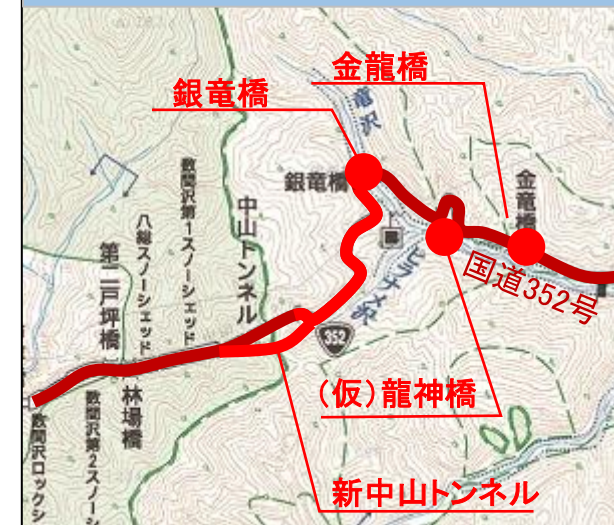 金龍橋
銀竜橋
竜沢
銀竜橋
金竜橋
数間沢第1スノーシェッド
中山トンネル
八総スノーシェッド
第二戸坪橋
ヒラナメ沢
国道352号
352
(仮)龍神橋
林場橋
数間沢第2スノーシ
数間沢ロックシ
新中山トンネル